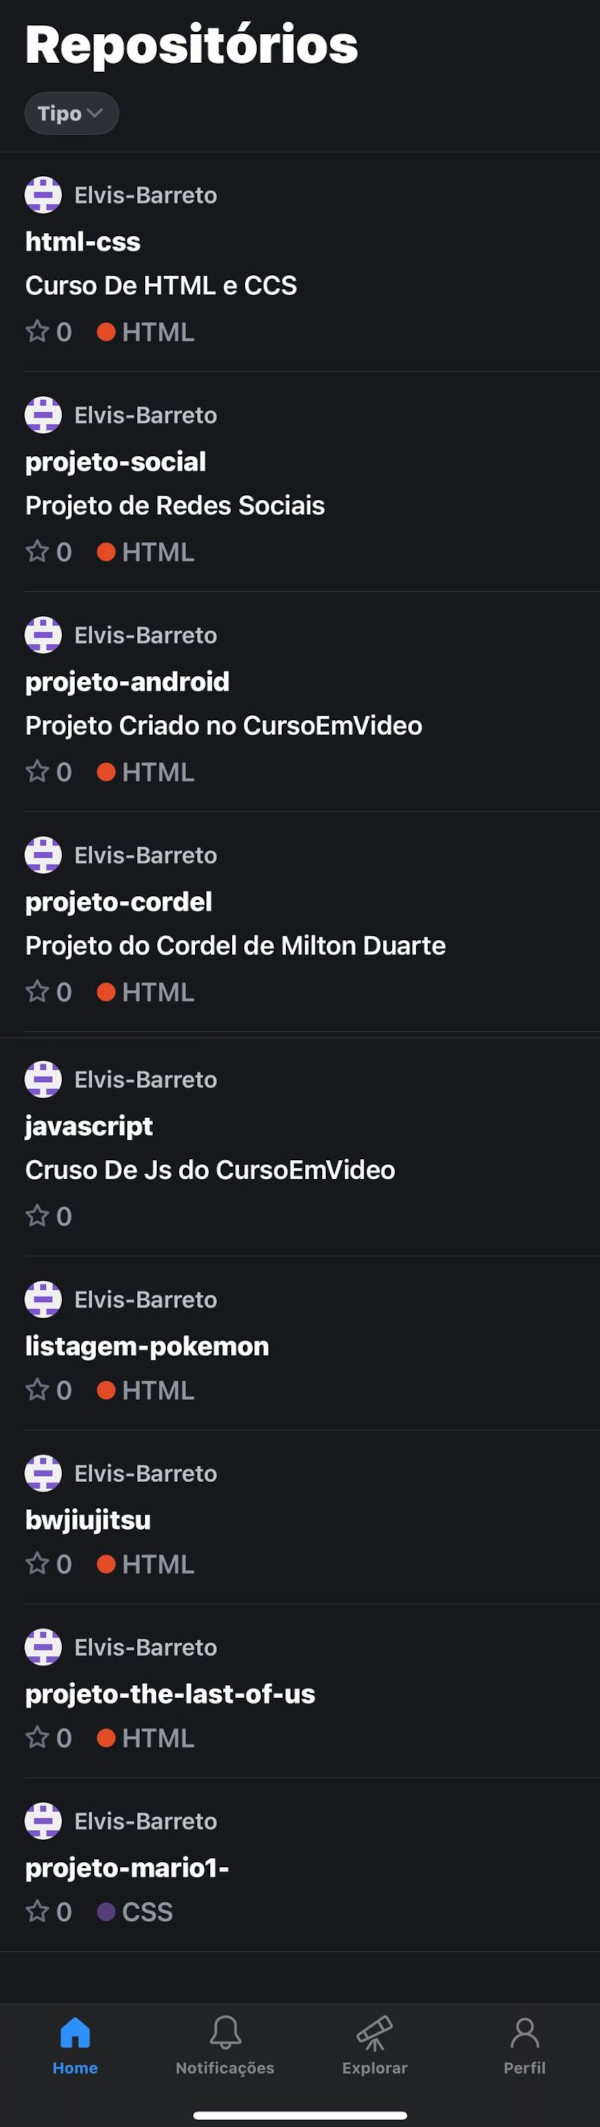 Repositórios
Tipo
Elvis-Barreto
html-css
Curso De HTML e CCS
0 HTML
Elvis-Barreto
projeto-social
Projeto de Redes Sociais
0 HTML
Elvis-Barreto
projeto-android
Projeto Criado no CursoEmVideo
0 HTML
Elvis-Barreto
projeto-cordel
Projeto do Cordel de Milton Duarte
0 HTML
Elvis-Barreto
javascript
Cruso De Js do CursoEmVideo
0
Elvis-Barreto
listagem-pokemon
0 HTML
Elvis-Barreto
bwjiujitsu
0 HTML
Elvis-Barreto
projeto-the-last-of-us
0 HTML
Elvis-Barreto
projeto-mario1-
0 CSS
Home Notificações Explorar Perfil